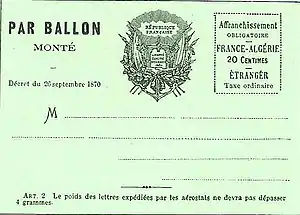 PAR BALLON
MONTÉ
Décret du 26 septembre 1870
RÉPUBLIQUE
FRANÇAISE
Affranchissement
OBLIGATOIRE
FRANCE-ALGÉRIE
20 CENTIMES
ÉTRANGER
Taxe ordinaire
M
ART. 2 Le poids des lettres expédiées par les aérostats ne devra pas dépasser
4 grammes.